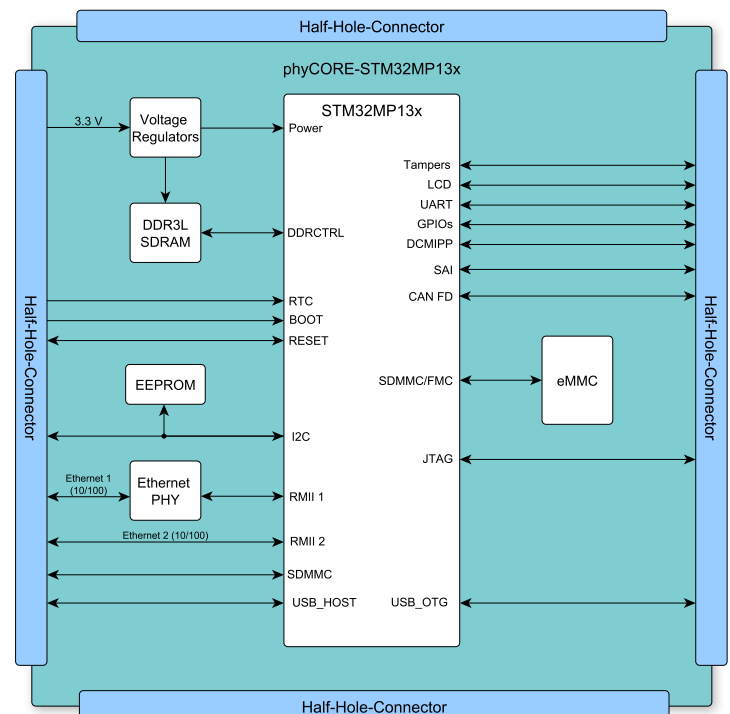 Half-Hole-Connector
phyCORE-STM32MP13x
STM32MP13x
3.3 V
Voltage
Regulators
Power
DDR3L
SDRAM
DDRCTRL
RTC
BOOT
RESET
EEPROM
I2C
Ethernet 1
(10/100)
Ethernet
PHY
RMII 1
Ethernet 2 (10/100)
RMII 2
SDMMC
USB_HOST
Tampers
LCD
UART
GPIOs
DCMIPP
SAI
CAN FD
SDMMC/FMC
eMMC
JTAG
USB_OTG
Half-Hole-Connector
Half-Hole-Connector
Half-Hole-Connector